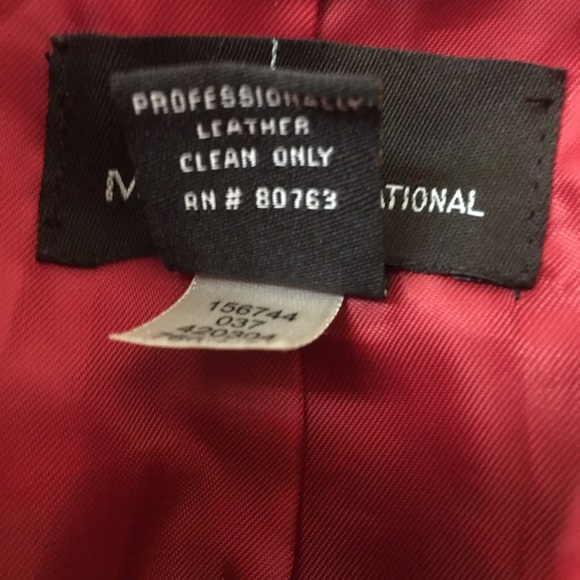 PROFESSIONALLY
LEATHER
CLEAN ONLY
RN # 80763
156744
037
420304